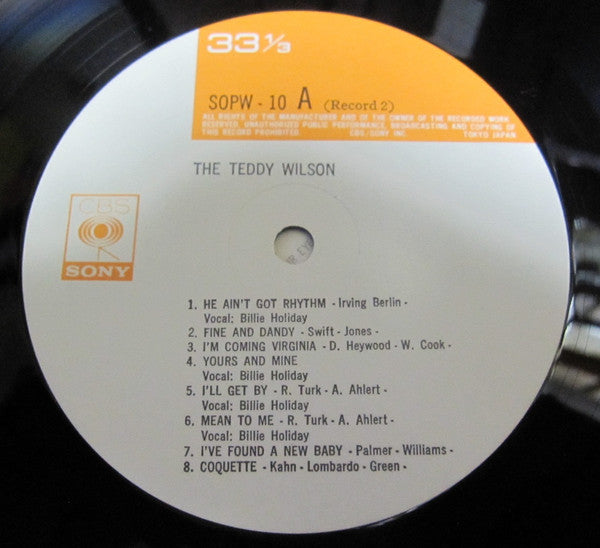 33 1/3
SOPW - 10 A (Record 2)
ALL RIGHTS OF THE MANUFACTURER AND OF THE OWNER OF THE RECORDED WORK
RESERVED. UNAUTHORIZED PUBLIC PERFORMANCE, BROADCASTING AND COPYING OF
THIS RECORD PROHIBITED. CBS/SONY INC. TOKYO JAPAN
THE TEDDY WILSON
CBS
SONY
1. HE AIN'T GOT RHYTHM - Irving Berlin -
Vocal: Billie Holiday
2. FINE AND DANDY - Swift - Jones -
3. I'M COMING VIRGINIA - D. Heywood - W. Cook -
4. YOURS AND MINE
Vocal: Billie Holiday
5. I'LL GET BY - R. Turk - A. Ahlert -
Vocal: Billie Holiday
6. MEAN TO ME - R. Turk - A. Ahlert -
Vocal: Billie Holiday
7. I'VE FOUND A NEW BABY - Palmer - Williams -
8. COQUETTE - Kahn - Lombardo - Green -